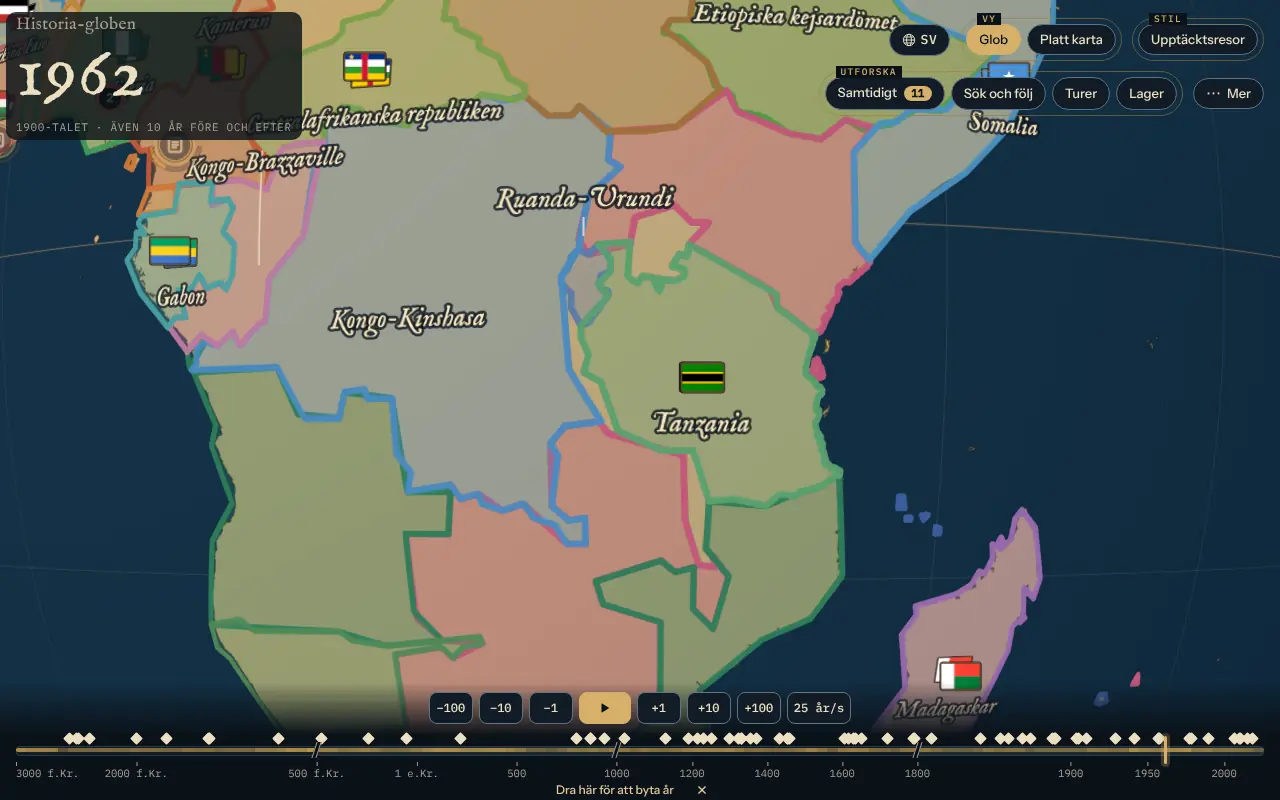 Historia-globen
1962
1900-TALET · ÄVEN 10 ÅR FÖRE OCH EFTER
Kamerun
Etiopiska kejsardömet
VY
STIL
SV
Glob
Platt karta
Upptäcktsresor
UTFORSKA
Samtidigt 11
Sök och följ
Turer
Lager
··· Mer
Centralafrikanska republiken
Somalia
Kongo-Brazzaville
Ruanda-Urundi
Gabon
Kongo-Kinshasa
Tanzania
Madagaskar
−100
−10
−1
+1
+10
+100
25 år/s
3000 f.Kr.
2000 f.Kr.
500 f.Kr.
1 e.Kr.
500
1000
1200
1400
1600
1800
1900
1950
2000
Dra här för att byta år
×